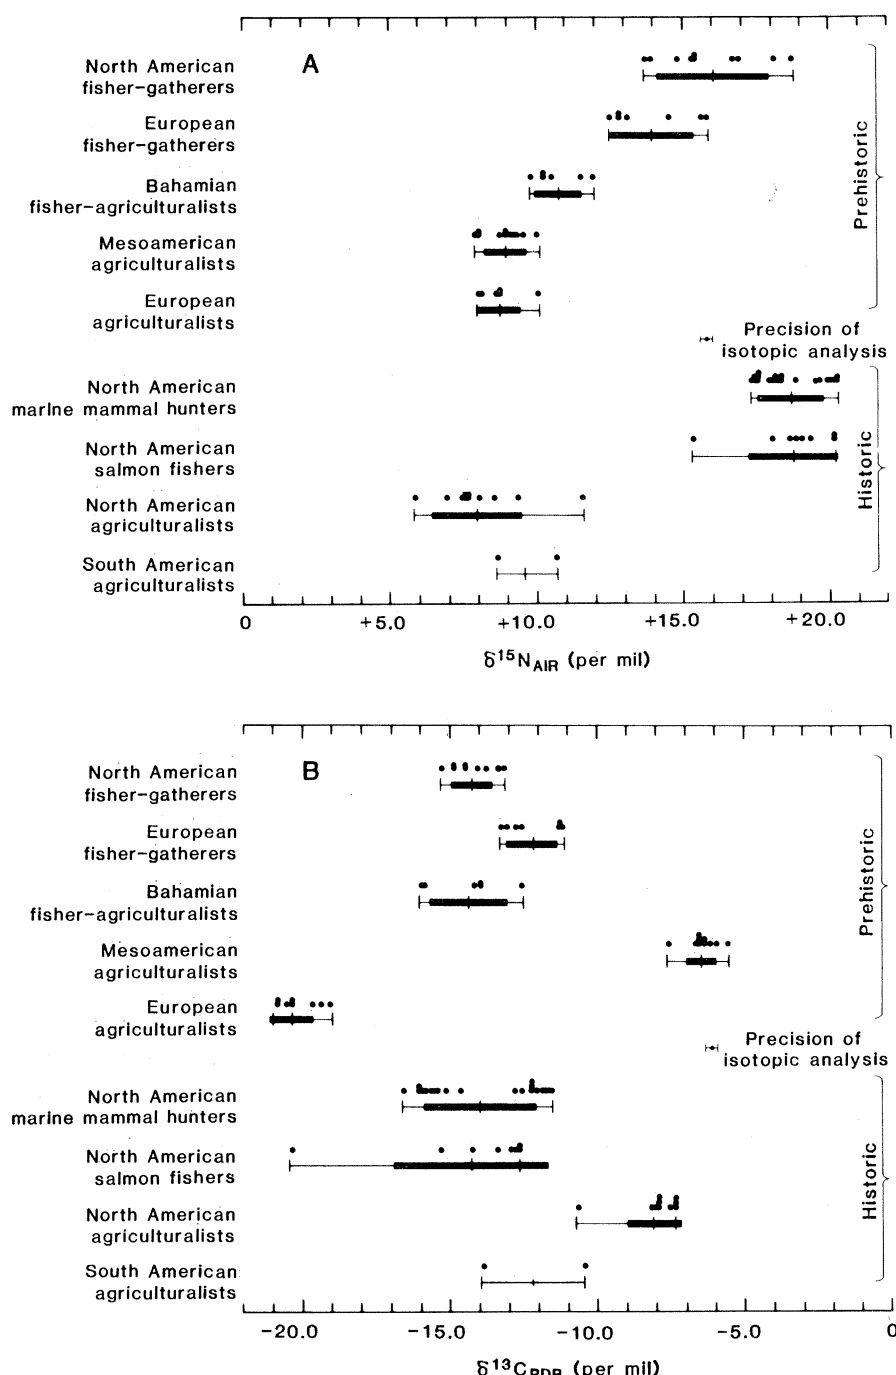 A
North American
fisher-gatherers
European
fisher-gatherers
Bahamian
fisher-agriculturalists
Mesoamerican
agriculturalists
European
agriculturalists
Prehistoric
Precision of
isotopic analysis
North American
marine mammal hunters
North American
salmon fishers
North American
agriculturalists
South American
agriculturalists
Historic
0 +5.0 +10.0 +15.0 +20.0
δ15NAIR (per mil)
B
North American
fisher-gatherers
European
fisher-gatherers
Bahamian
fisher-agriculturalists
Mesoamerican
agriculturalists
European
agriculturalists
Prehistoric
Precision of
isotopic analysis
North American
marine mammal hunters
North American
salmon fishers
North American
agriculturalists
South American
agriculturalists
Historic
-20.0 -15.0 -10.0 -5.0 0
δ13CPDB (per mil)